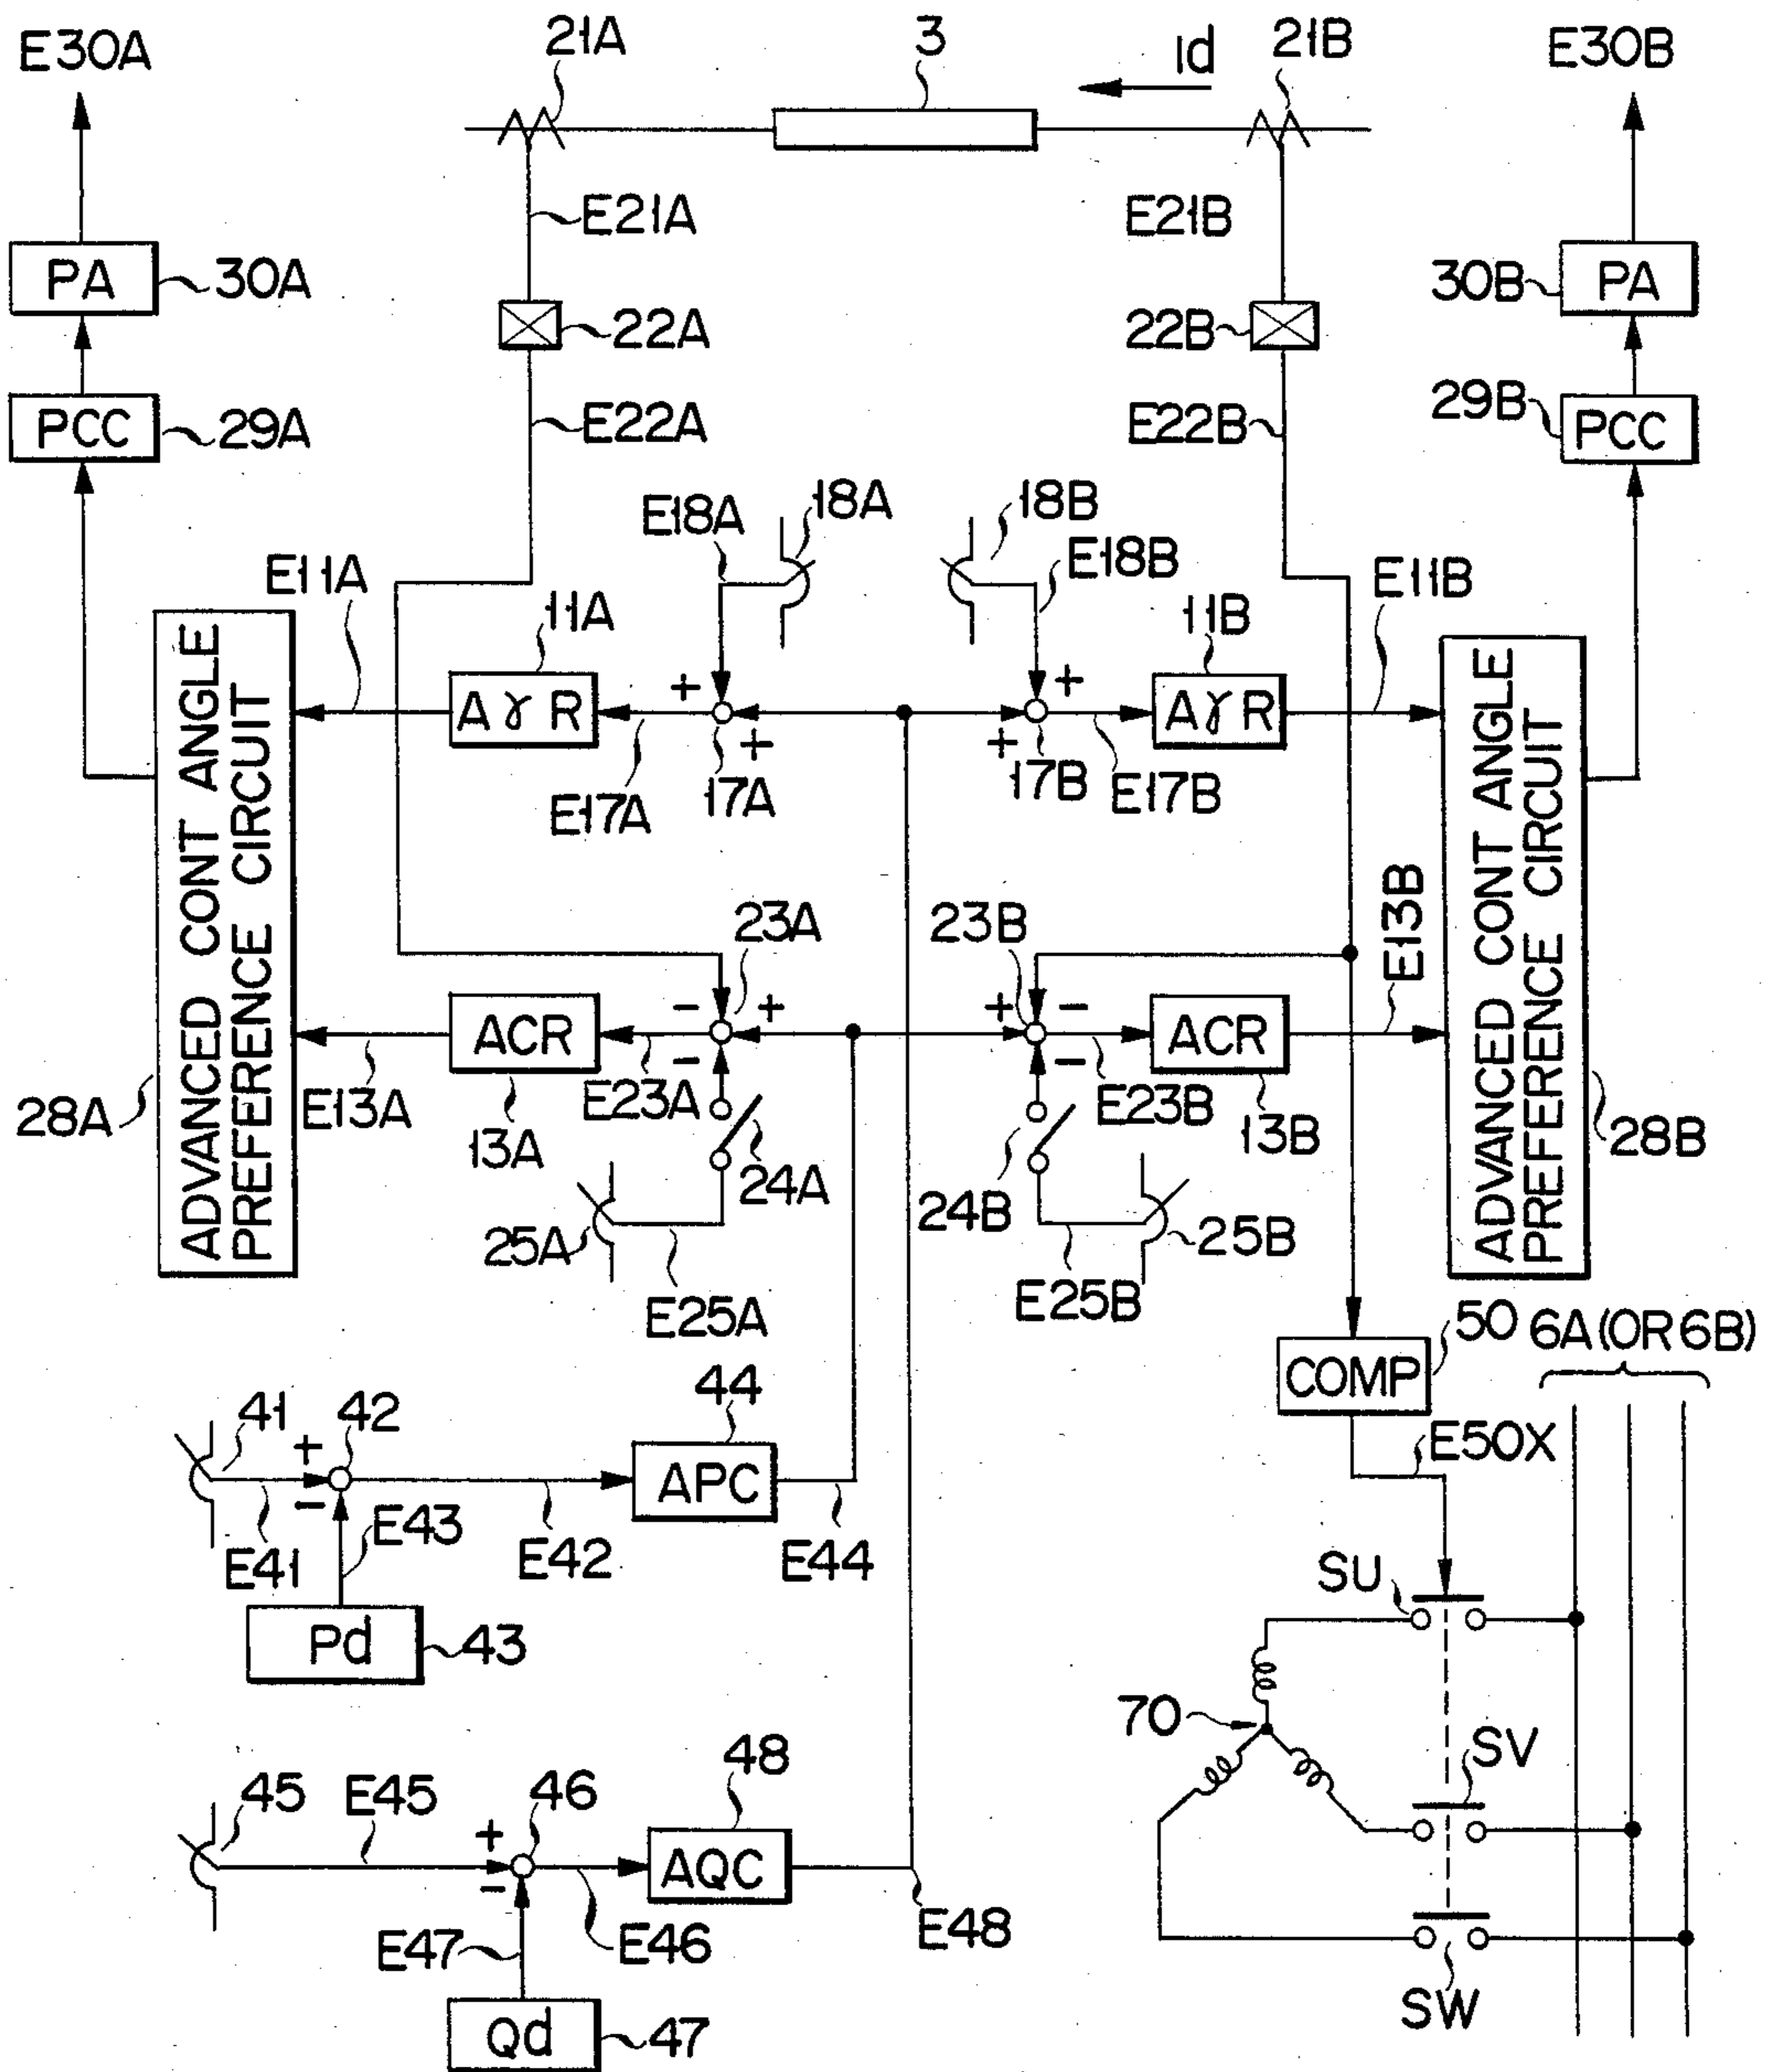 E30A
21A
3
Id
21B
E30B
E21A
E21B
PA
30A
22A
22B
30B
PA
PCC
29A
E22A
E22B
29B
PCC
E18A
18A
18B
E18B
E11A
11A
11B
E11B
AγR
+
+
AγR
+
+
E17A
17A
17B
E17B
ADVANCED CONT ANGLE
PREFERENCE CIRCUIT
ADVANCED CONT ANGLE
PREFERENCE CIRCUIT
23A
23B
E13B
ACR
-
+
+
-
ACR
-
-
28A
E13A
13A
E23A
24A
E23B
13B
28B
25A
24B
25B
E25A
E25B
50
6A(OR 6B)
COMP
41
42
44
+
-
APC
E50X
E41
E43
E42
E44
Pd
43
SU
70
SV
45
E45
46
48
+
-
AQC
E47
E46
E48
SW
Qd
47